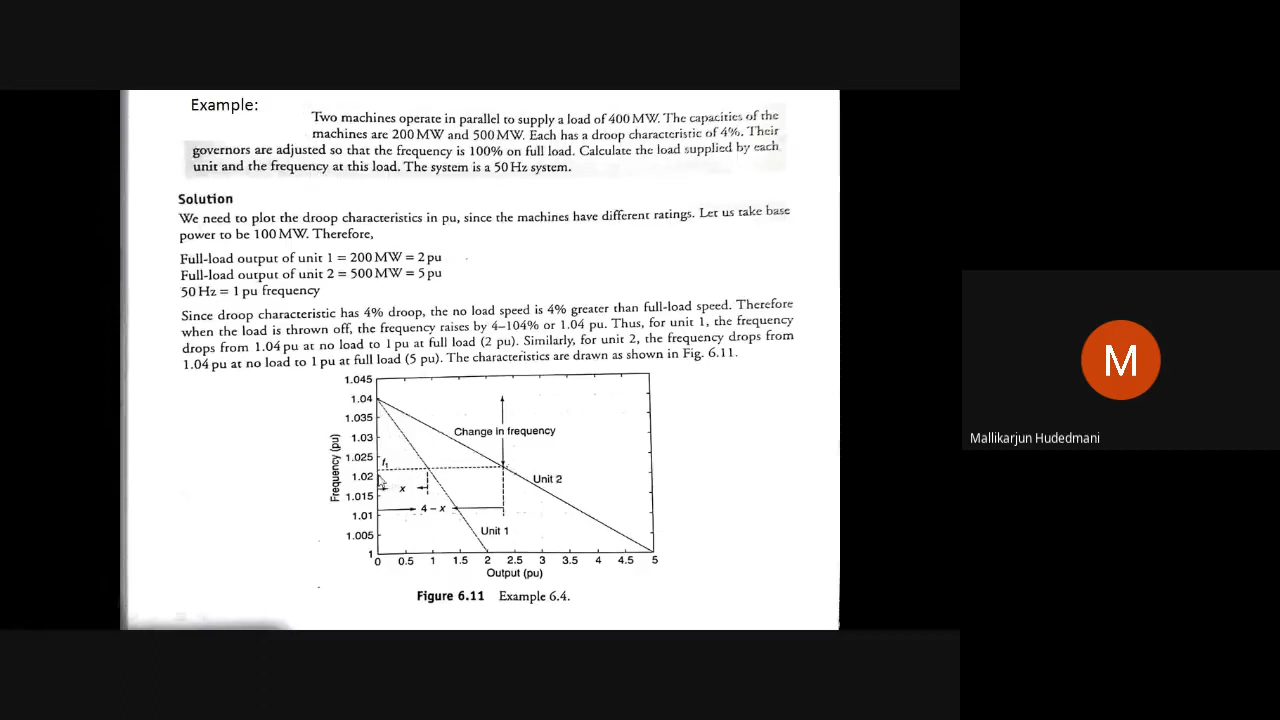 Example:
Two machines operate in parallel to supply a load of 400 MW. The capacities of the
machines are 200 MW and 500 MW. Each has a droop characteristic of 4%. Their
governors are adjusted so that the frequency is 100% on full load. Calculate the load supplied by each
unit and the frequency at this load. The system is a 50 Hz system.
Solution
We need to plot the droop characteristics in pu, since the machines have different ratings. Let us take base
power to be 100 MW. Therefore,
Full-load output of unit 1 = 200 MW = 2 pu
Full-load output of unit 2 = 500 MW = 5 pu
50 Hz = 1 pu frequency
Since droop characteristic has 4% droop, the no load speed is 4% greater than full-load speed. Therefore
when the load is thrown off, the frequency raises by 4–104% or 1.04 pu. Thus, for unit 1, the frequency
drops from 1.04 pu at no load to 1 pu at full load (2 pu). Similarly, for unit 2, the frequency drops from
1.04 pu at no load to 1 pu at full load (5 pu). The characteristics are drawn as shown in Fig. 6.11.
1.045
1.04
1.035
1.03
1.025
1.02
1.015
1.01
1.005
1
Frequency (pu)
Change in frequency
f1
Unit 2
x
4 – x
Unit 1
0 0.5 1 1.5 2 2.5 3 3.5 4 4.5 5
Output (pu)
Figure 6.11 Example 6.4.
M
Mallikarjun Hudedmani